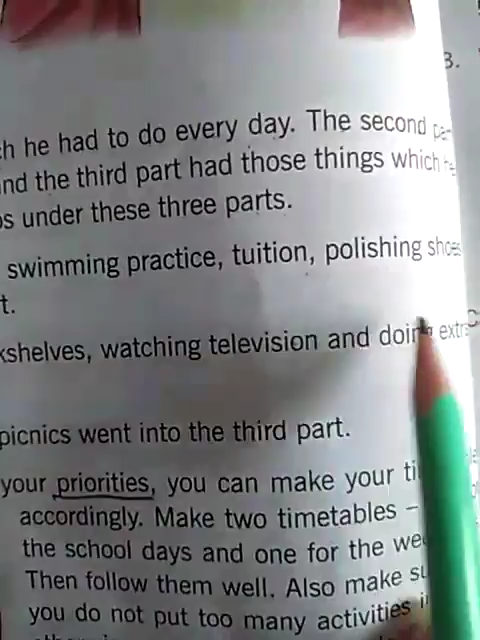 3.
h he had to do every day. The second
nd the third part had those things which
s under these three parts.
swimming practice, tuition, polishing shoes
t.
kshelves, watching television and doing extra
picnics went into the third part.
your priorities, you can make your
accordingly. Make two timetables –
the school days and one for the
Then follow them well. Also make
you do not put too many activities